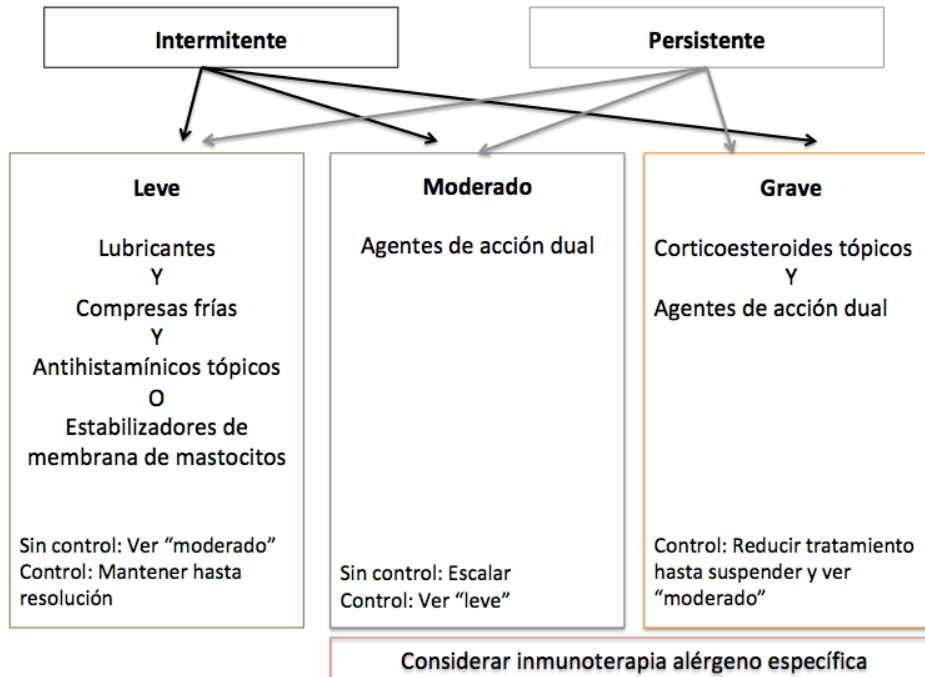 Intermitente
Persistente
Leve
Lubricantes
Y
Compresas frías
Y
Antihistamínicos tópicos
O
Estabilizadores de
membrana de mastocitos
Sin control: Ver “moderado”
Control: Mantener hasta
resolución
Moderado
Agentes de acción dual
Sin control: Escalar
Control: Ver “leve”
Grave
Corticoesteroides tópicos
Y
Agentes de acción dual
Control: Reducir tratamiento
hasta suspender y ver
“moderado”
Considerar inmunoterapia alérgeno específica